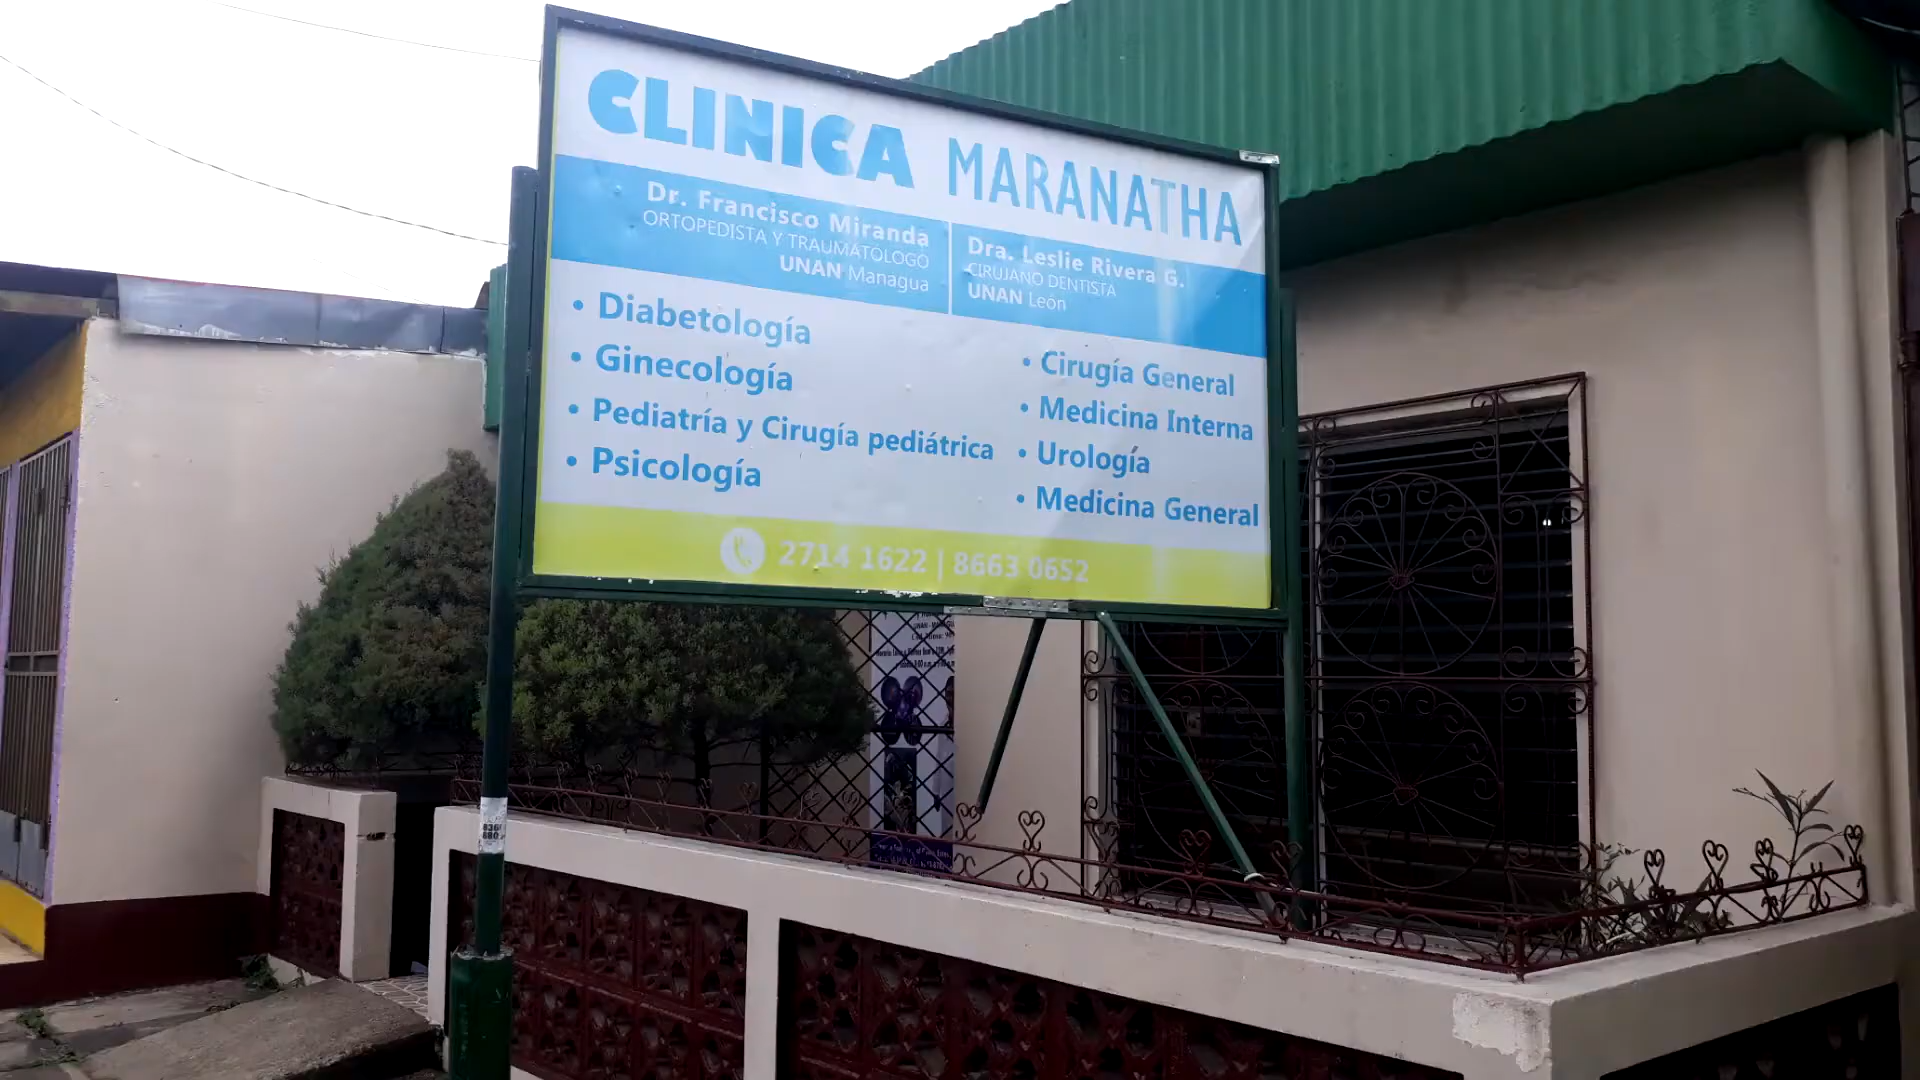 CLINICA MARANATHA
Dr. Francisco Miranda
ORTOPEDISTA Y TRAUMATÓLOGO
UNAN Managua
Dra. Leslie Rivera G.
CIRUJANO DENTISTA
UNAN León
• Diabetología
• Ginecología
• Pediatría y Cirugía pediátrica
• Psicología
• Cirugía General
• Medicina Interna
• Urología
• Medicina General
2714 1622 | 8663 0652